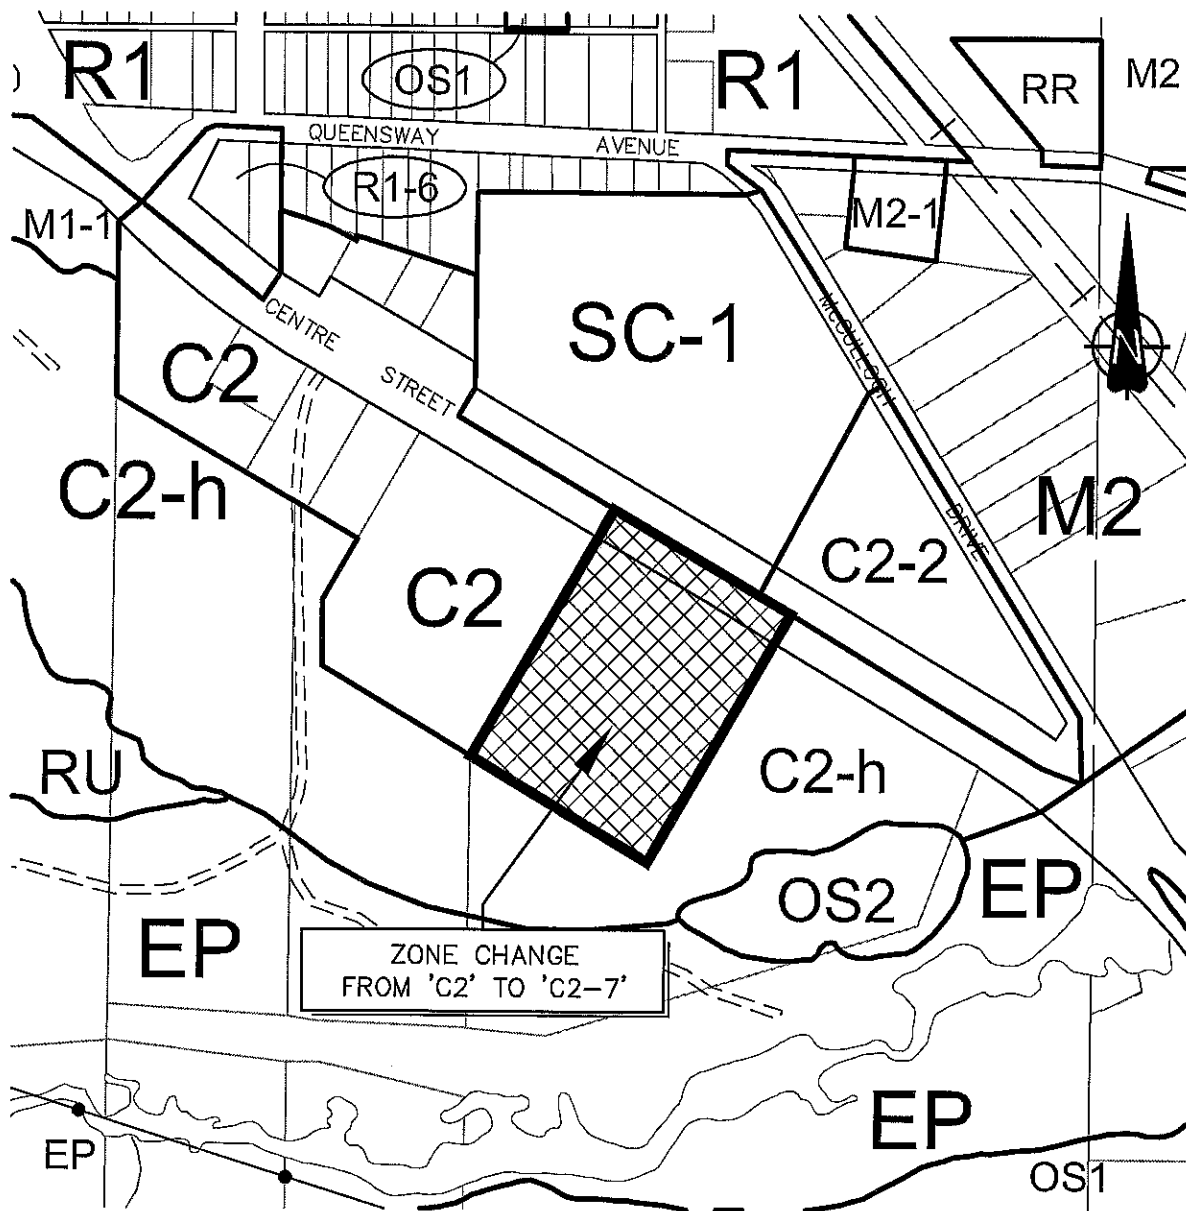 R1
OS1
R1
RR
M2
)
QUEENSWAY AVENUE
R1-6
M2-1
M1-1
SC-1
McCULLOCH DRIVE
N
C2
CENTRE STREET
C2-h
M2
C2-2
C2
RU
C2-h
OS2
EP
EP
ZONE CHANGE
FROM 'C2' TO 'C2-7'
EP
EP
OS1